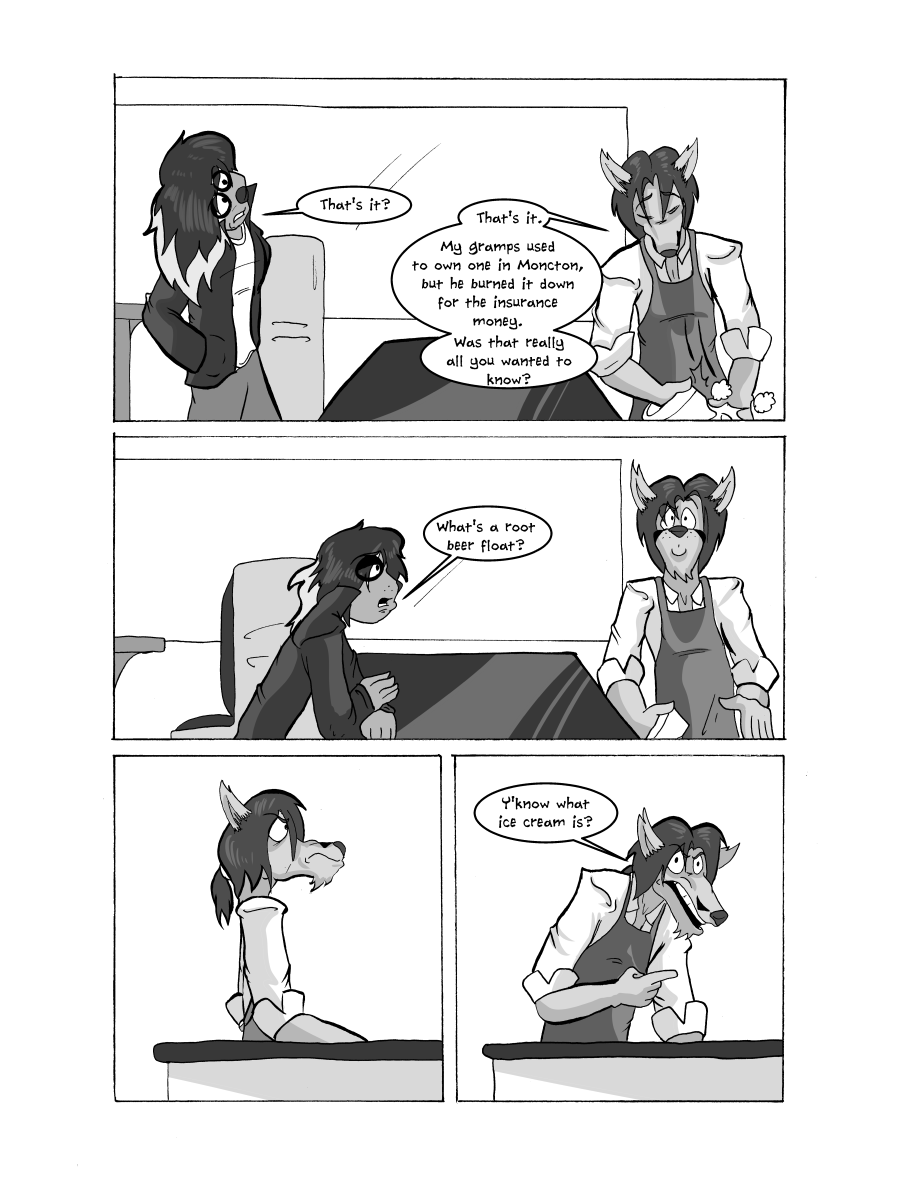 That's it?
That's it.
My gramps used
to own one in Moncton,
but he burned it down
for the insurance
money.
Was that really
all you wanted to
know?
What's a root
beer float?
Y'know what
ice cream is?